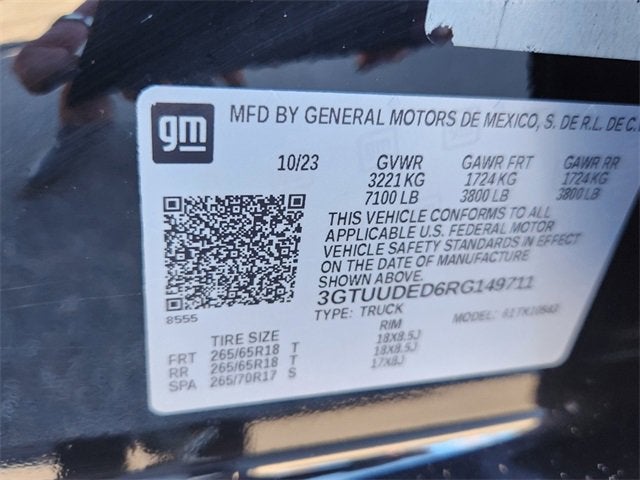 gm
MFD BY GENERAL MOTORS DE MEXICO, S. DE R.L. DE C.
10/23 GVWR GAWR FRT GAWR RR
3221 KG 1724 KG 1724 KG
7100 LB 3800 LB 3800 LB
THIS VEHICLE CONFORMS TO ALL
APPLICABLE U.S. FEDERAL MOTOR
VEHICLE SAFETY STANDARDS IN EFFECT
ON THE DATE OF MANUFACTURE
SHOWN ABOVE.
3GTUUDED6RG149711
TYPE: TRUCK MODEL:
8555
TIRE SIZE RIM
FRT 265/65R18 T 18X8.5J
RR 265/65R18 T 18X8.5J
SPA 265/70R17 S 17X8J